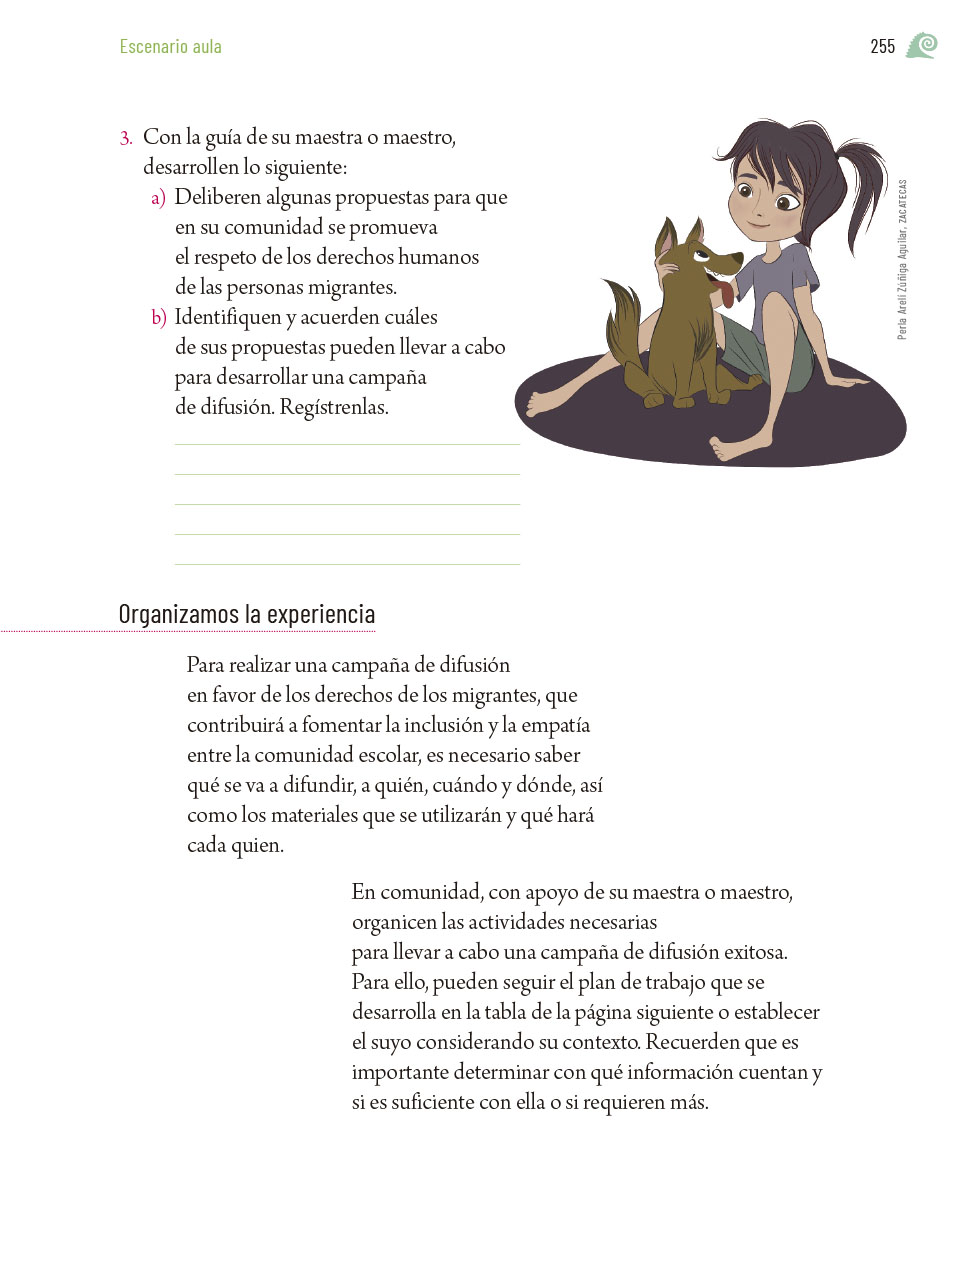 Escenario aula
255
3. Con la guía de su maestra o maestro,
desarrollen lo siguiente:
a) Deliberen algunas propuestas para que
en su comunidad se promueva
el respeto de los derechos humanos
de las personas migrantes.
b) Identifiquen y acuerden cuáles
de sus propuestas pueden llevar a cabo
para desarrollar una campaña
de difusión. Regístrenlas.
Perla Areli Zúñiga Aguilar, ZACATECAS
Organizamos la experiencia
Para realizar una campaña de difusión
en favor de los derechos de los migrantes, que
contribuirá a fomentar la inclusión y la empatía
entre la comunidad escolar, es necesario saber
qué se va a difundir, a quién, cuándo y dónde, así
como los materiales que se utilizarán y qué hará
cada quien.
En comunidad, con apoyo de su maestra o maestro,
organicen las actividades necesarias
para llevar a cabo una campaña de difusión exitosa.
Para ello, pueden seguir el plan de trabajo que se
desarrolla en la tabla de la página siguiente o establecer
el suyo considerando su contexto. Recuerden que es
importante determinar con qué información cuentan y
si es suficiente con ella o si requieren más.